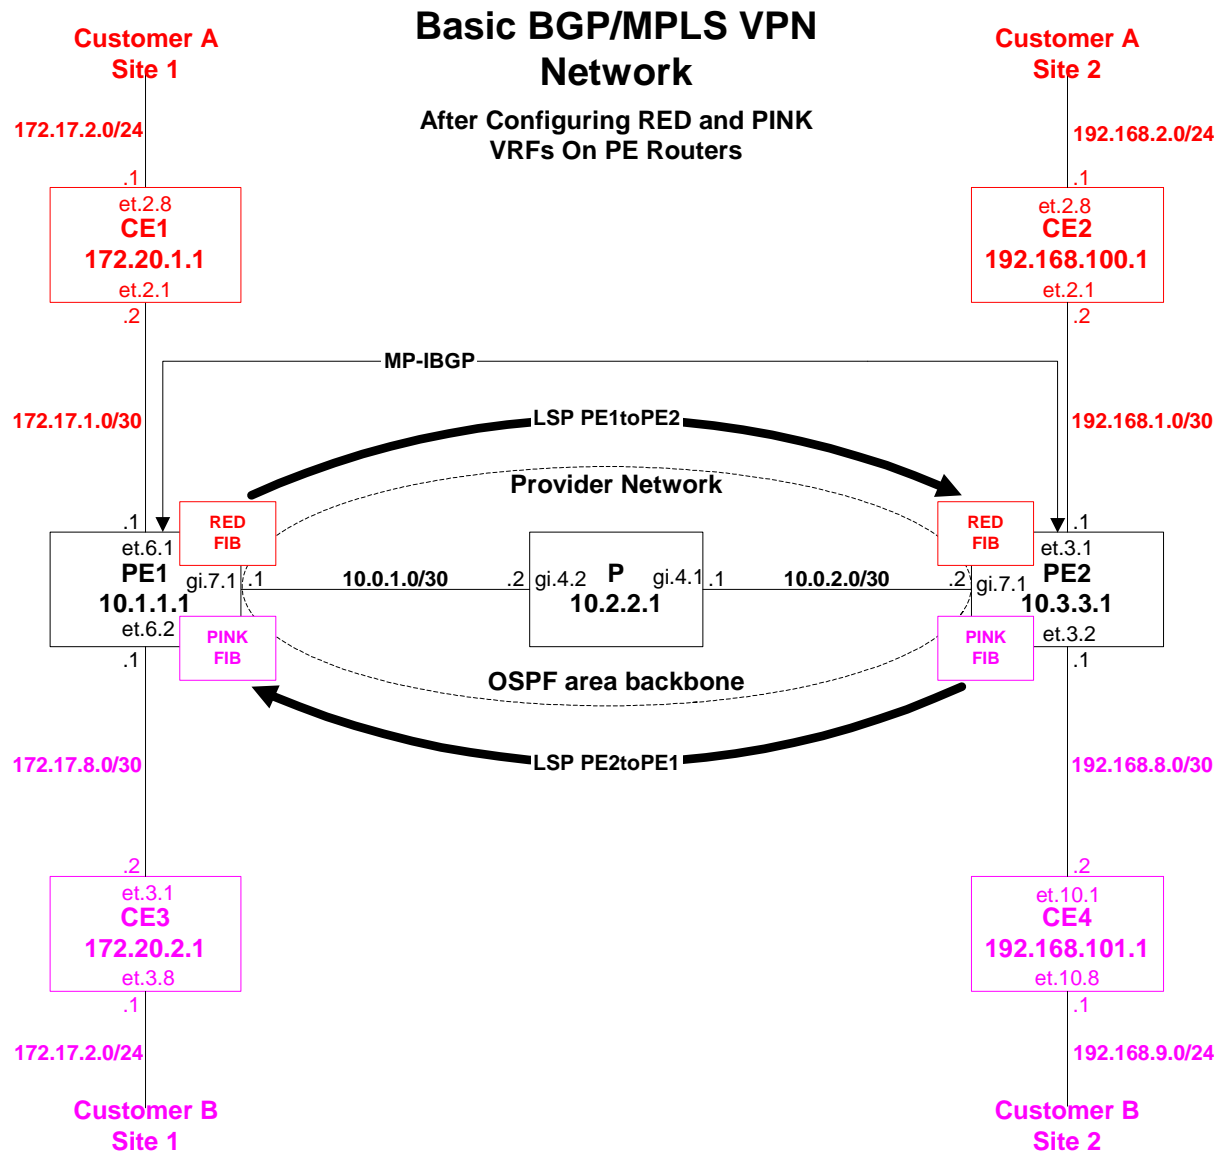 Basic BGP/MPLS VPN
Network
After Configuring RED and PINK
VRFs On PE Routers
Customer A
Site 1
Customer A
Site 2
172.17.2.0/24
192.168.2.0/24
.1
.1
et.2.8
CE1
172.20.1.1
et.2.1
et.2.8
CE2
192.168.100.1
et.2.1
.2
.2
MP-IBGP
172.17.1.0/30
LSP PE1toPE2
192.168.1.0/30
Provider Network
.1
RED
FIB
RED
FIB
.1
et.6.1
PE1
10.1.1.1
et.6.2
gi.7.1
.1
10.0.1.0/30
.2
gi.4.2
P
10.2.2.1
gi.4.1
.1
10.0.2.0/30
.2
gi.7.1
et.3.1
PE2
10.3.3.1
et.3.2
PINK
FIB
PINK
FIB
.1
.1
OSPF area backbone
172.17.8.0/30
LSP PE2toPE1
192.168.8.0/30
.2
.2
et.3.1
CE3
172.20.2.1
et.3.8
et.10.1
CE4
192.168.101.1
et.10.8
.1
.1
172.17.2.0/24
192.168.9.0/24
Customer B
Site 1
Customer B
Site 2